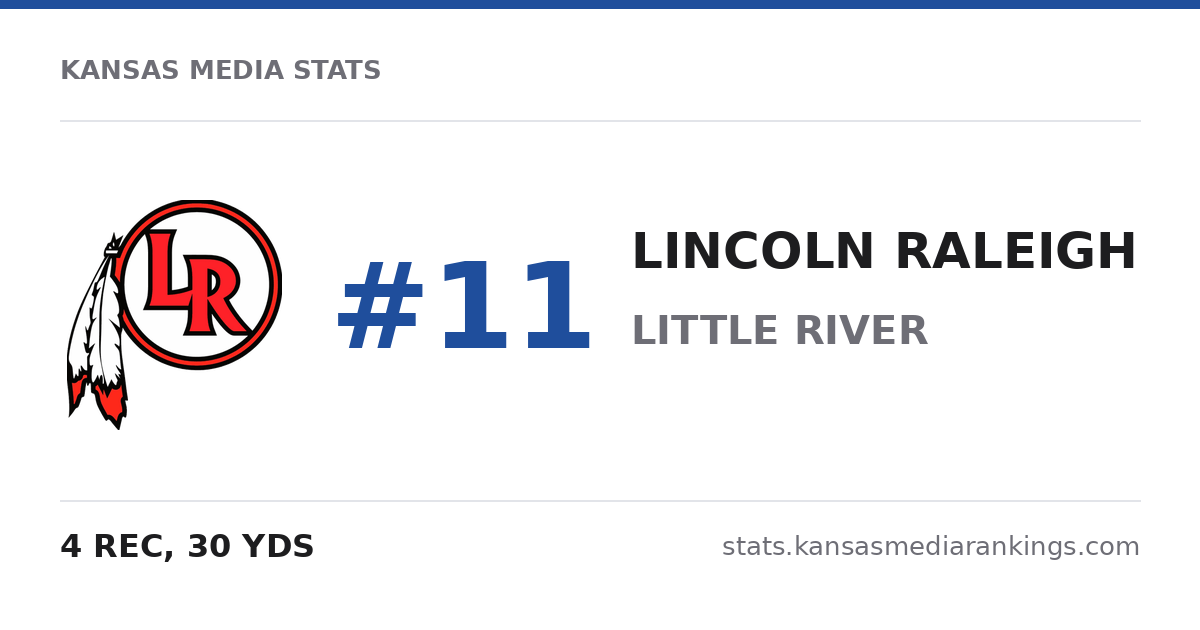 KANSAS MEDIA STATS
LR
#11
LINCOLN RALEIGH
LITTLE RIVER
4 REC, 30 YDS
stats.kansasmediarankings.com